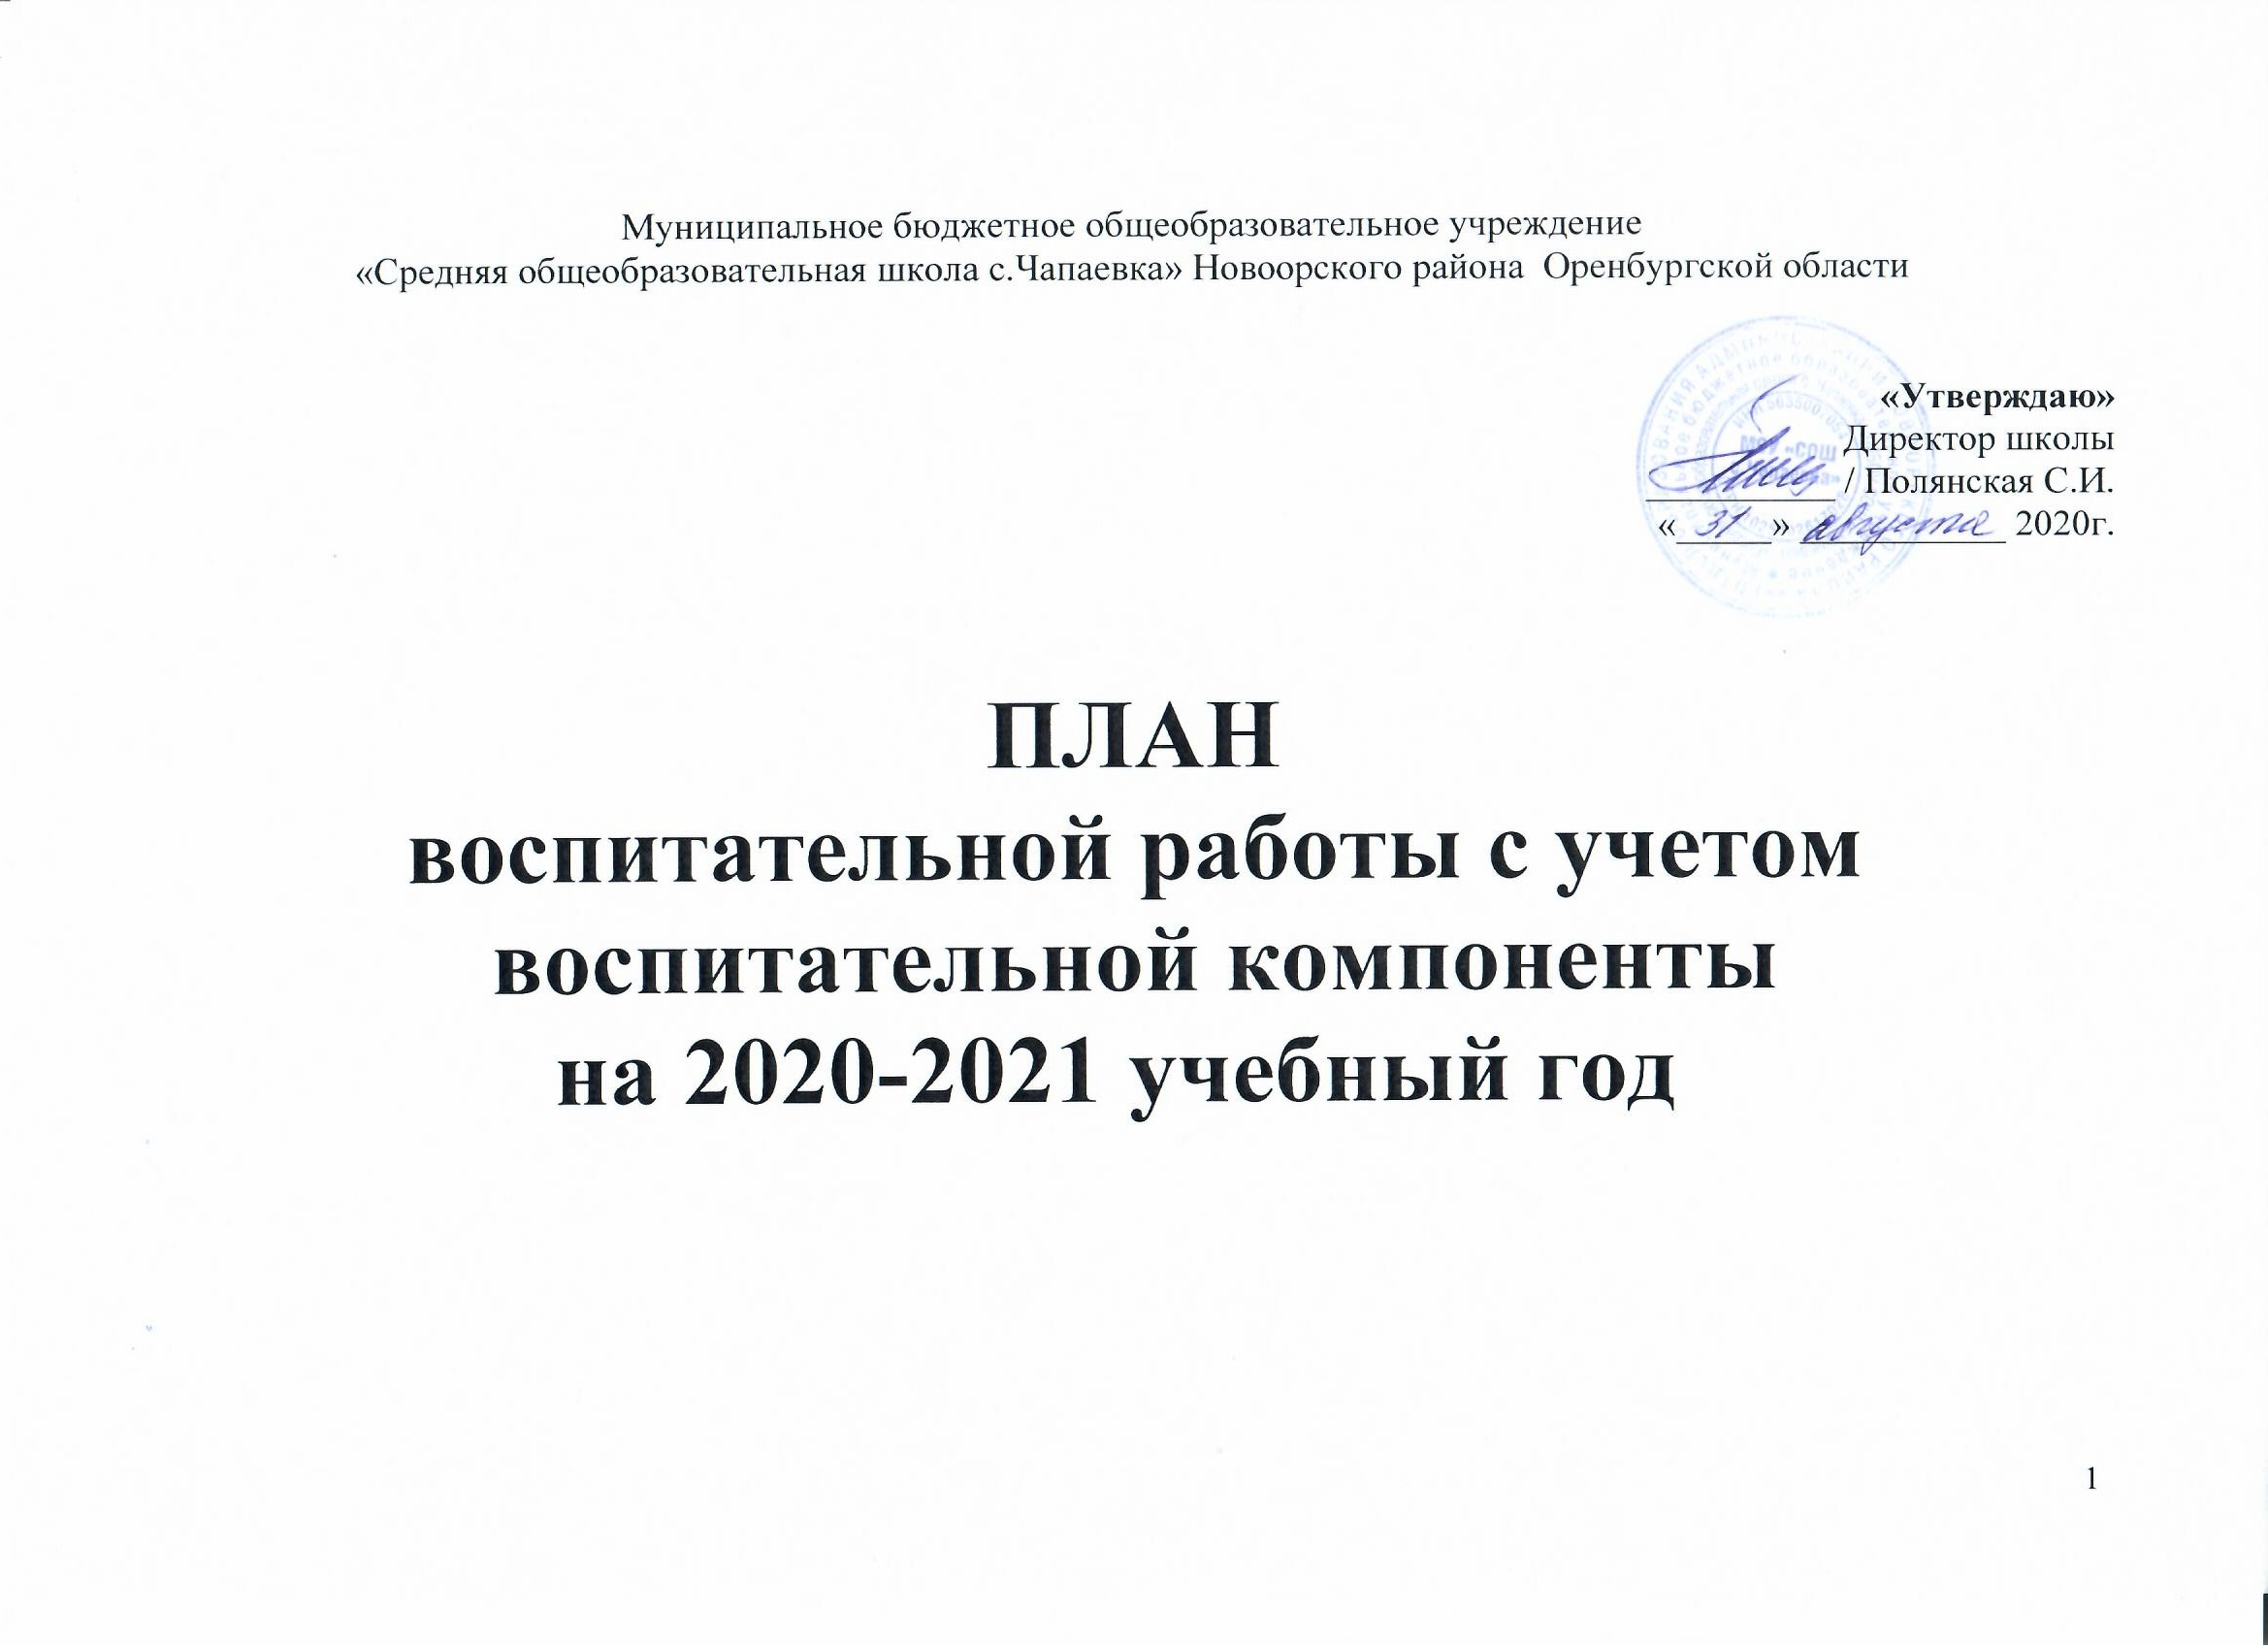 Муниципальное бюджетное общеобразовательное учреждение
«Средняя общеобразовательная школа с.Чапаевка» Новоорского района Оренбургской области
«Утверждаю»
Директор школы
/ Полянская С.И.
« 31 » августа 2020г.
ПЛАН
воспитательной работы с учетом
воспитательной компоненты
на 2020-2021 учебный год
1